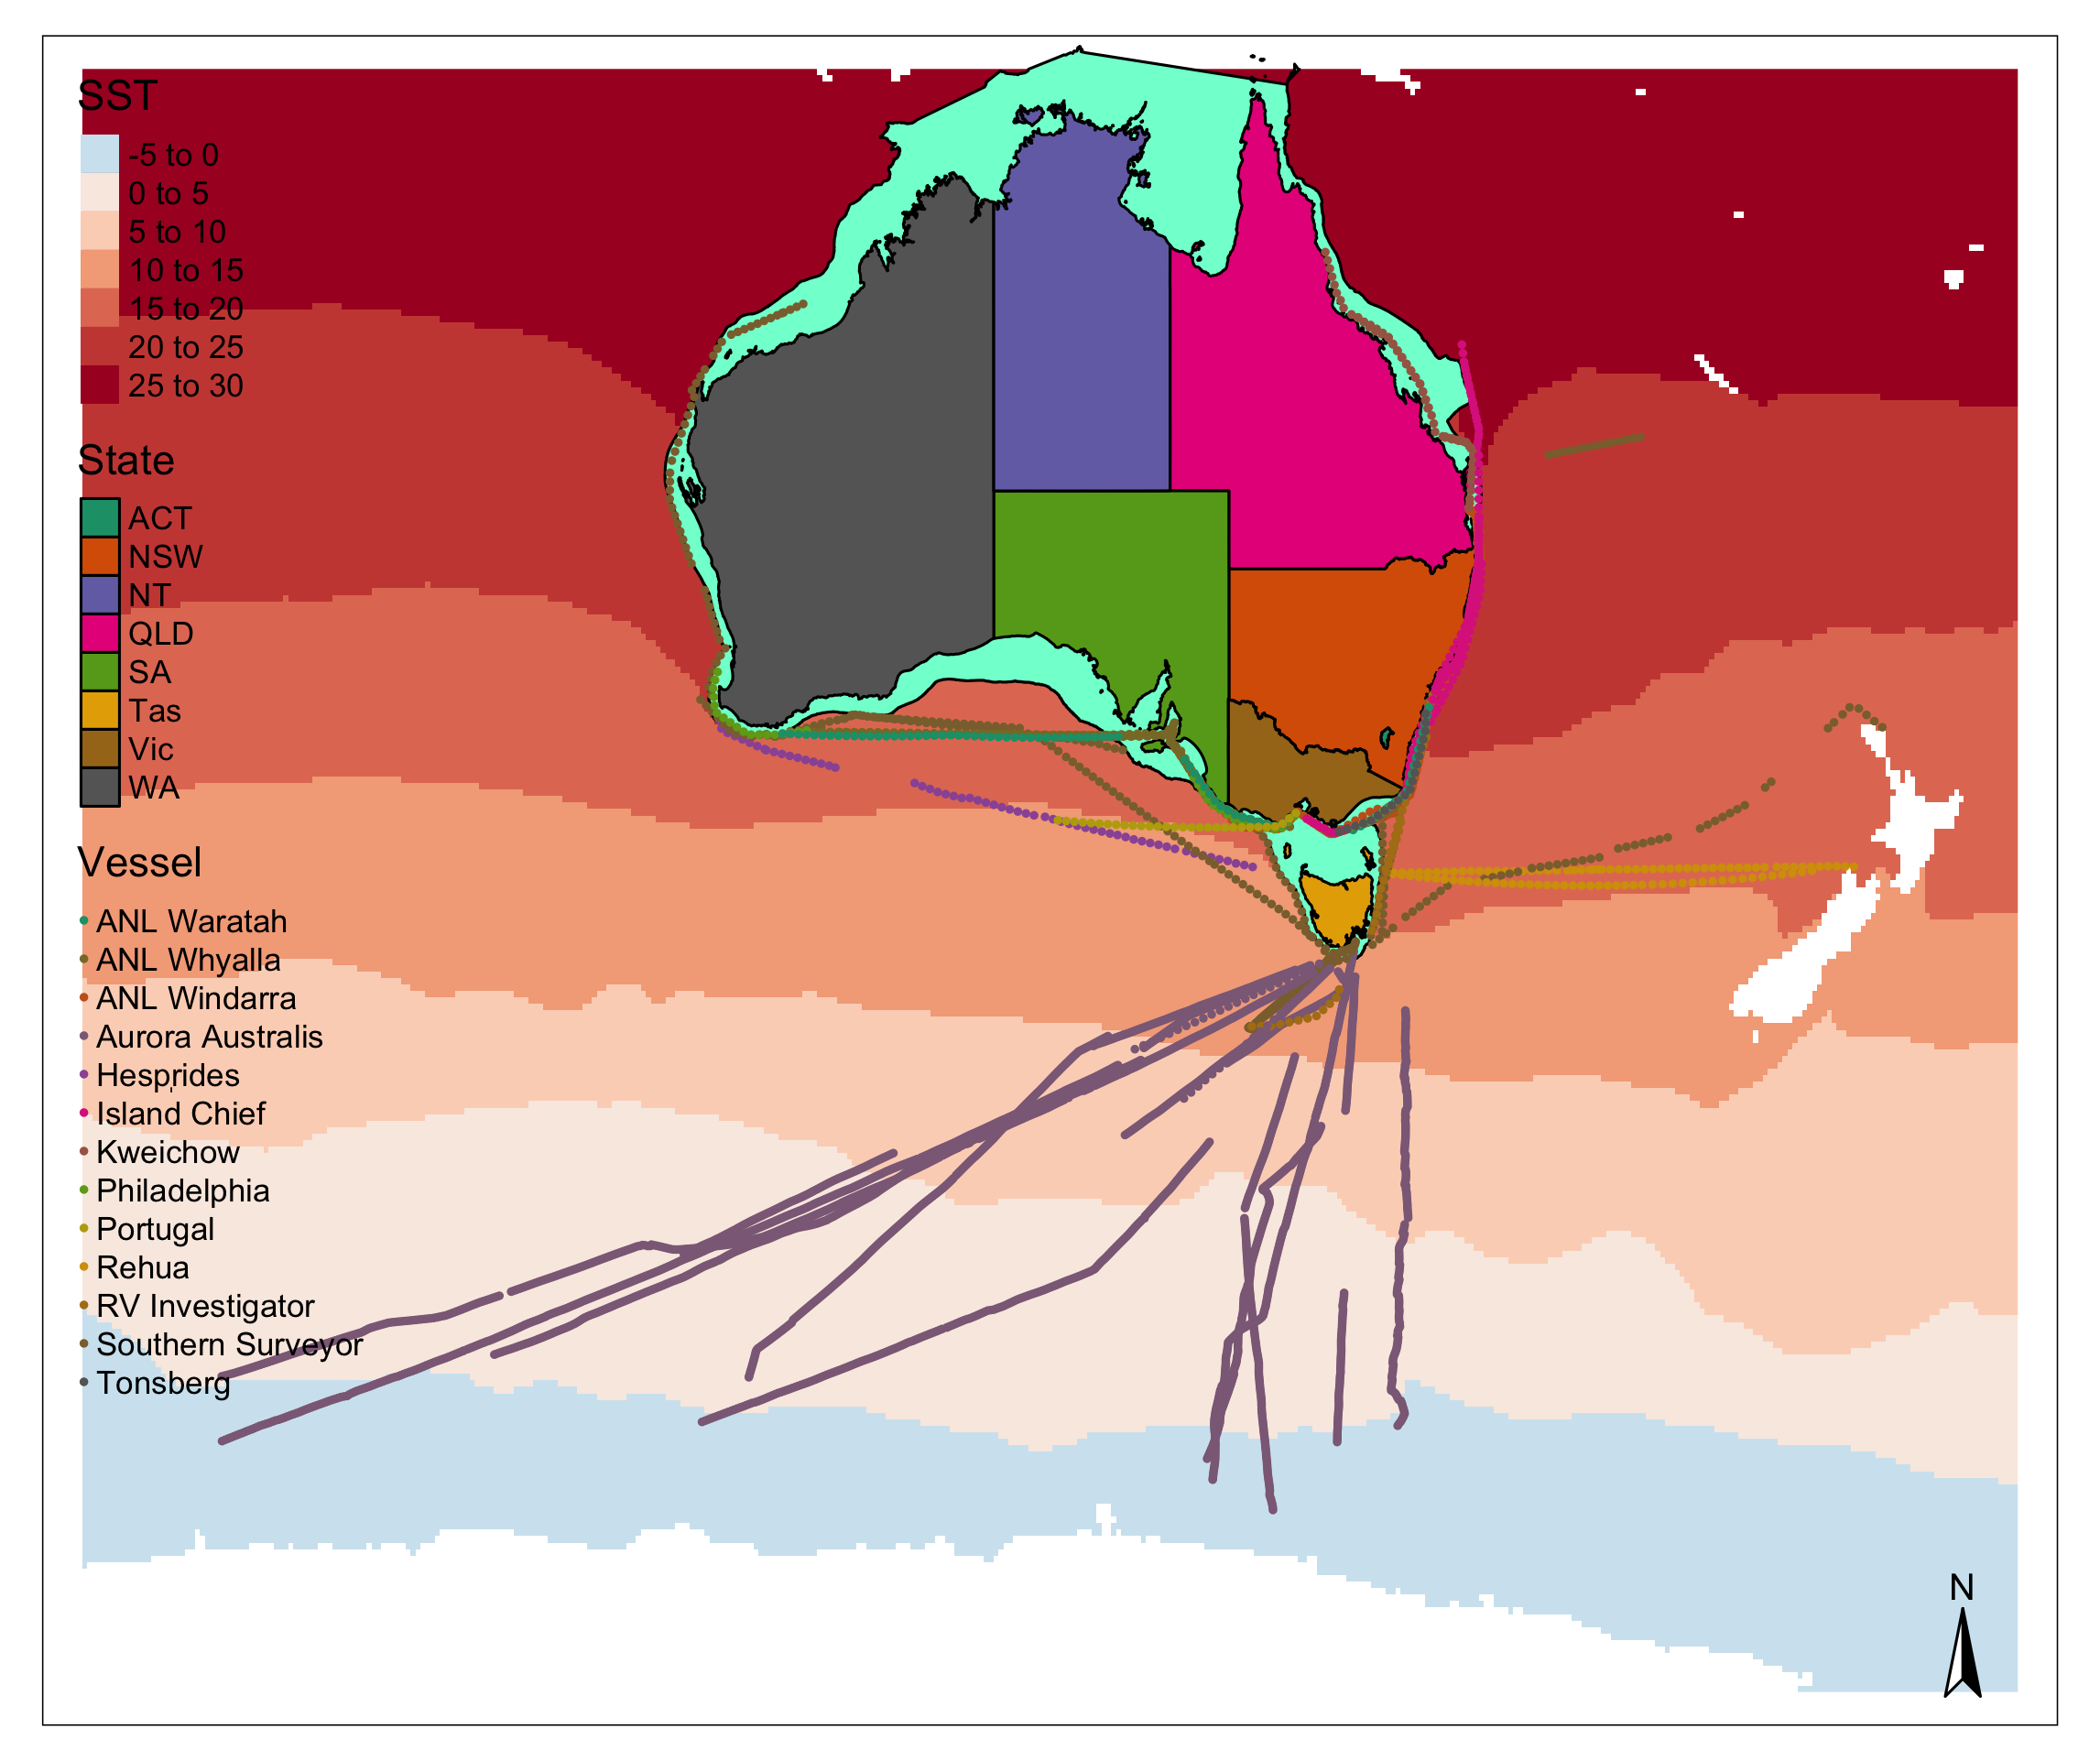 SST
-5 to 0
0 to 5
5 to 10
10 to 15
15 to 20
20 to 25
25 to 30
State
ACT
NSW
NT
QLD
SA
Tas
Vic
WA
Vessel
ANL Waratah
ANL Whyalla
ANL Windarra
Aurora Australis
Hesprides
Island Chief
Kweichow
Philadelphia
Portugal
Rehua
RV Investigator
Southern Surveyor
Tonsberg
N